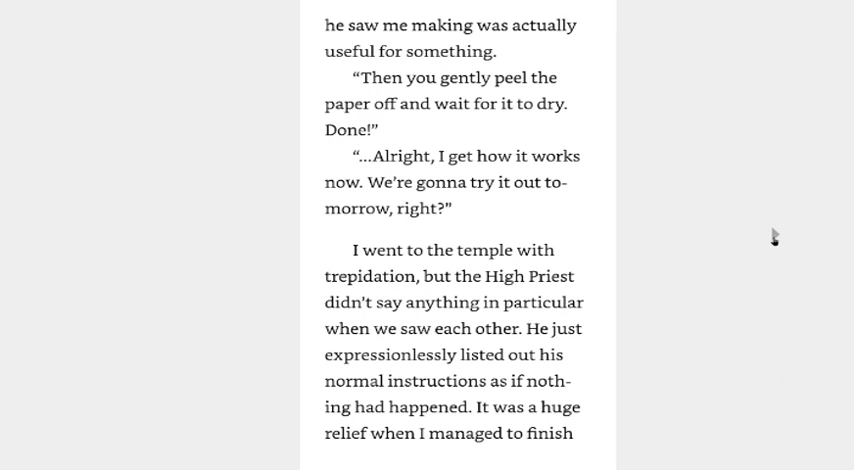 he saw me making was actually
useful for something.
“Then you gently peel the
paper off and wait for it to dry.
Done!”
“...Alright, I get how it works
now. We’re gonna try it out to-
morrow, right?”
I went to the temple with
trepidation, but the High Priest
didn’t say anything in particular
when we saw each other. He just
expressionlessly listed out his
normal instructions as if noth-
ing had happened. It was a huge
relief when I managed to finish